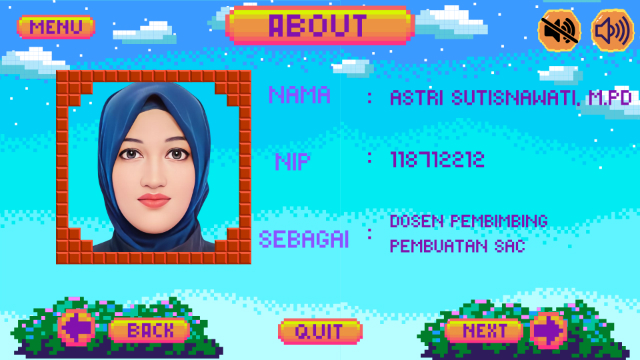 MENU
ABOUT
NAMA : ASTRI SUTISNAWATI, M.PD
NIP : 118712212
SEBAGAI : DOSEN PEMBIMBING
PEMBUATAN SAC
BACK
QUIT
NEXT